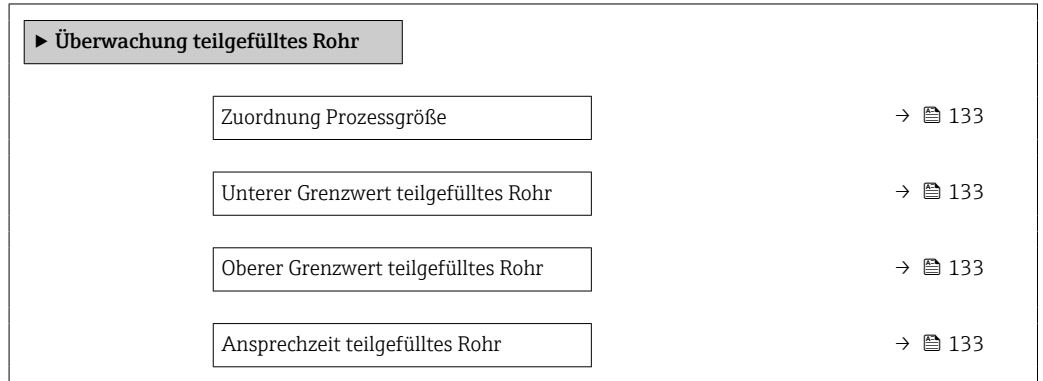 ▶ Überwachung teilgefülltes Rohr
Zuordnung Prozessgröße → 133
Unterer Grenzwert teilgefülltes Rohr → 133
Oberer Grenzwert teilgefülltes Rohr → 133
Ansprechzeit teilgefülltes Rohr → 133